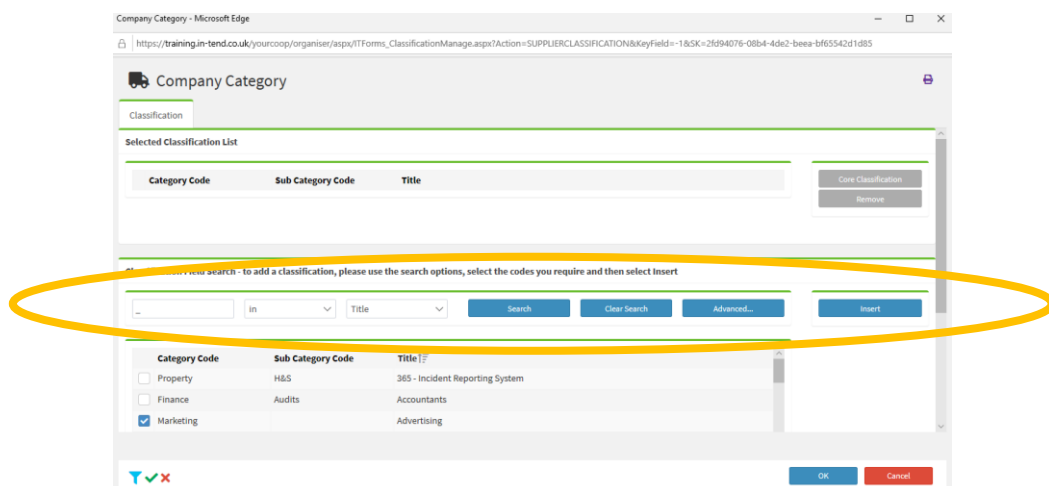 Company Category - Microsoft Edge
https://training.in-tend.co.uk/yourcoop/organiser/aspx/ITForms_ClassificationManage.aspx?Action=SUPPLIERCLASSIFICATION&KeyField=-1&SK=2fd94076-08b4-4de2-beea-bf65542d1d85
Company Category
Classification
Selected Classification List
Category Code Sub Category Code Title
Core Classification
Remove
Search - to add a classification, please use the search options, select the codes you require and then select Insert
_ in Title Search Clear Search Advanced... Insert
Category Code Sub Category Code Title
Property H&S 365 - Incident Reporting System
Finance Audits Accountants
Marketing Advertising
OK Cancel